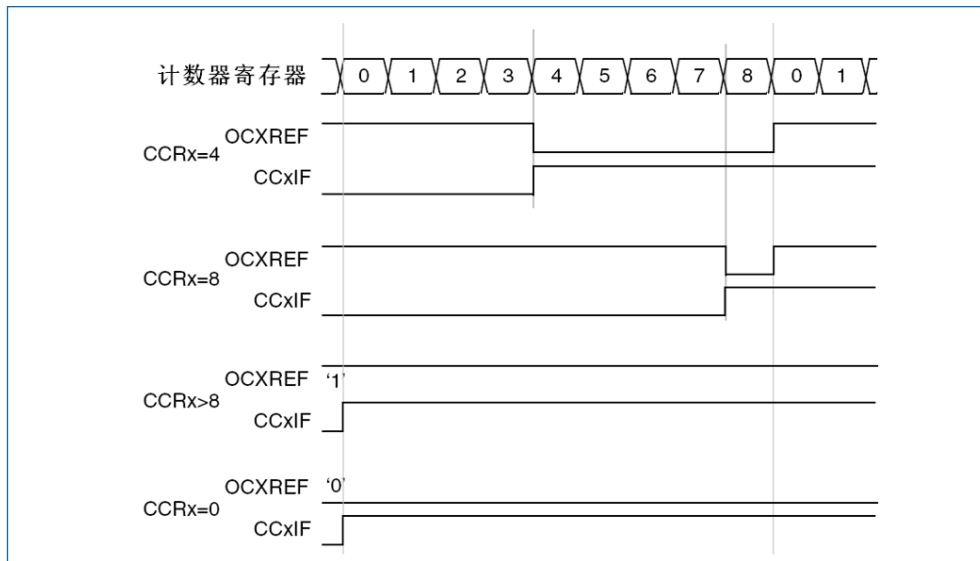 计数器寄存器 0 1 2 3 4 5 6 7 8 0 1
OCXREF
CCRx=4
CCxIF
OCXREF
CCRx=8
CCxIF
OCXREF ‘1’
CCRx>8
CCxIF
OCXREF ‘0’
CCRx=0
CCxIF